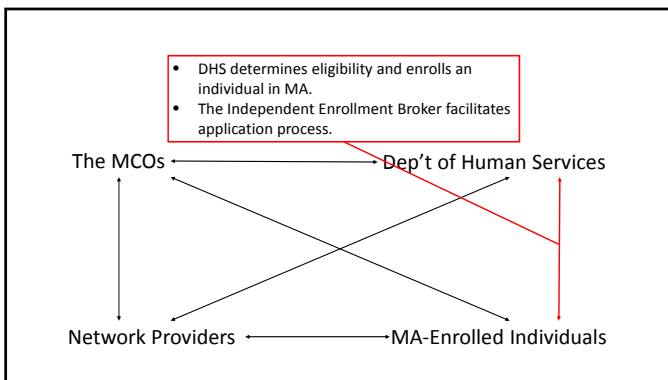 • DHS determines eligibility and enrolls an
individual in MA.
• The Independent Enrollment Broker facilitates
application process.
The MCOs
Dep’t of Human Services
Network Providers
MA-Enrolled Individuals